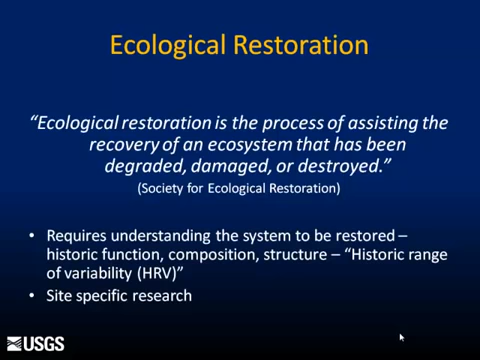 Ecological Restoration
“Ecological restoration is the process of assisting the
recovery of an ecosystem that has been
degraded, damaged, or destroyed.”
(Society for Ecological Restoration)
• Requires understanding the system to be restored –
historic function, composition, structure – “Historic range
of variability (HRV)”
• Site specific research
USGS